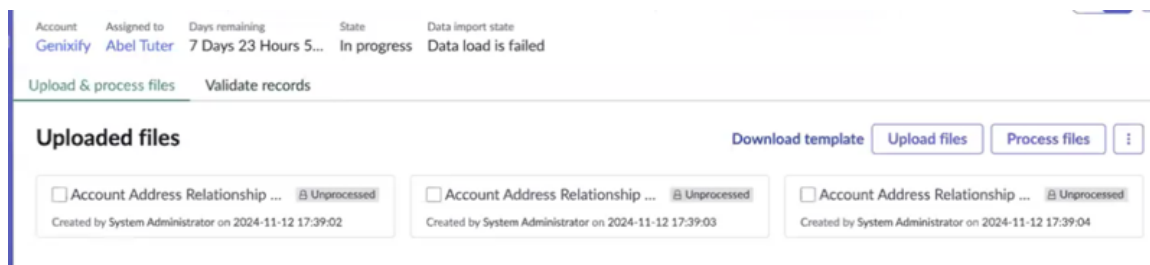 Account Assigned to Days remaining State Data import state
Genixify Abel Tuter 7 Days 23 Hours 5... In progress Data load is failed
Upload & process files Validate records
Uploaded files Download template Upload files Process files
Account Address Relationship ... Unprocessed Account Address Relationship ... Unprocessed Account Address Relationship ... Unprocessed
Created by System Administrator on 2024-11-12 17:39:02 Created by System Administrator on 2024-11-12 17:39:03 Created by System Administrator on 2024-11-12 17:39:04